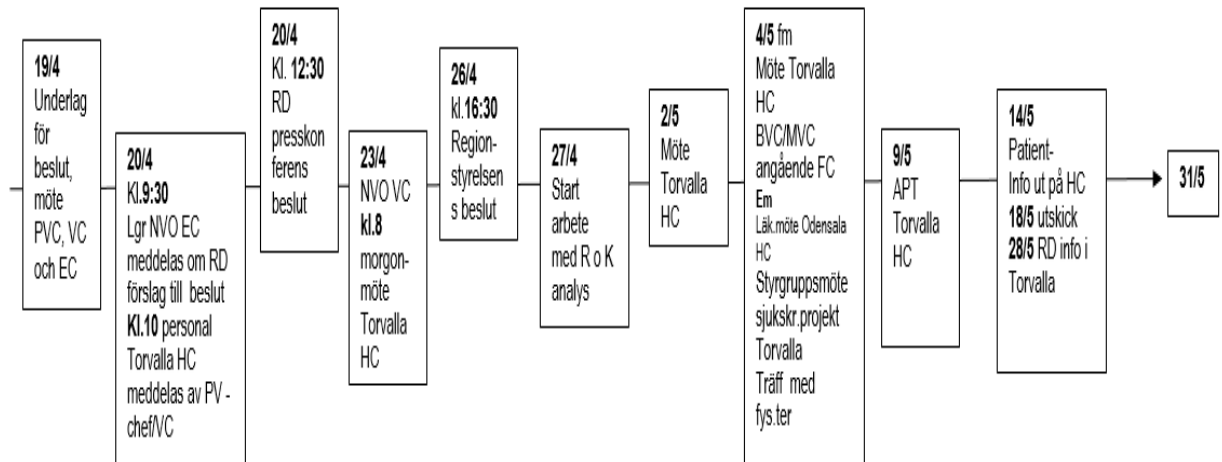 19/4
Underlag
för
beslut,
möte
PVC, VC
och EC
20/4
Kl.9:30
Lgr NVO EC
meddelas om RD
förslag till beslut
Kl.10 personal
Torvalla HC
meddelas av PV -
chef/VC
20/4
Kl. 12:30
RD
presskon
ferens
beslut
23/4
NVO VC
kl.8
morgon-
möte
Torvalla
HC
26/4
kl.16:30
Region-
styrelsen
s beslut
27/4
Start
arbete
med R o K
analys
2/5
Möte
Torvalla
HC
4/5 fm
Möte Torvalla
HC
BVC/MVC
angående FC
Em
Läk.möte Odensala
HC
Styrgruppsmöte
sjukskr.projekt
Torvalla
Träff med
fys.ter
9/5
APT
Torvalla
HC
14/5
Patient-
Info ut på HC
18/5 utskick
28/5 RD info i
Torvalla
31/5